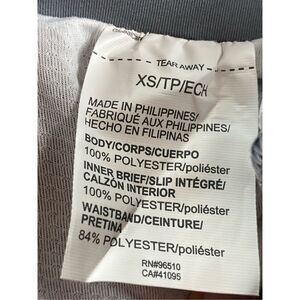 TEAR AWAY
XS/TP/ECH
MADE IN PHILIPPINES/
FABRIQUÉ AUX PHILIPPINES/
HECHO EN FILIPINAS
BODY/CORPS/CUERPO
100% POLYESTER/poliéster
INNER BRIEF/SLIP INTÉGRÉ/
CALZÓN INTERIOR
100% POLYESTER/poliéster
WAISTBAND/CEINTURE/
PRETINA
84% POLYESTER/poliéster
RN#96510
CA#41095